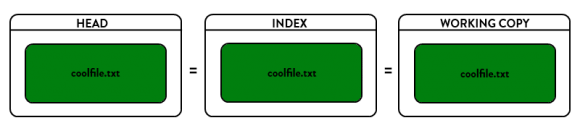 HEAD
INDEX
WORKING COPY
coolfile.txt
=
coolfile.txt
=
coolfile.txt